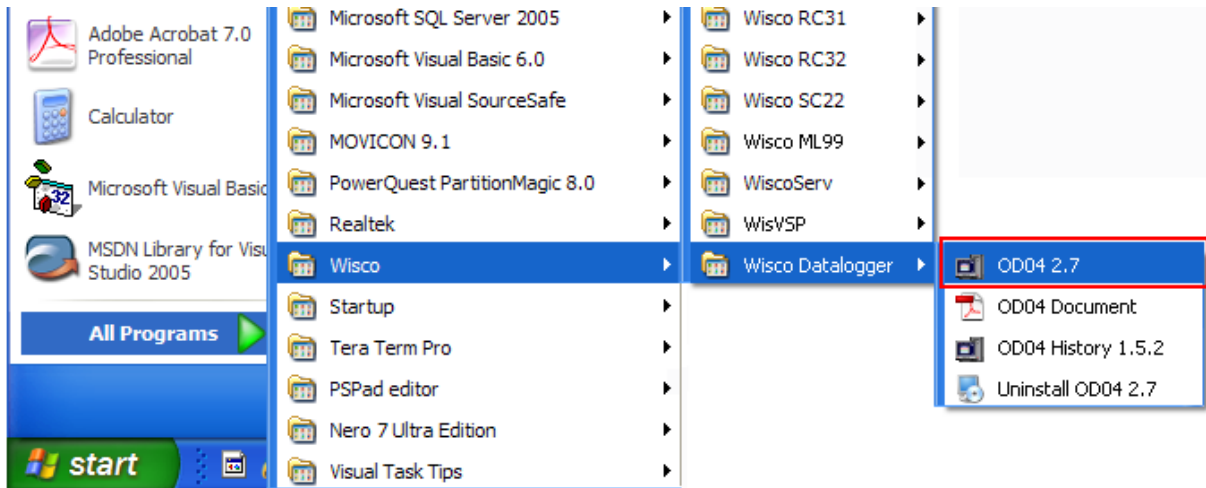 Adobe Acrobat 7.0
Professional
Calculator
Microsoft Visual Basic
MSDN Library for Visu
Studio 2005
All Programs
start
Microsoft SQL Server 2005
Microsoft Visual Basic 6.0
Microsoft Visual SourceSafe
MOVICON 9.1
PowerQuest PartitionMagic 8.0
Realtek
Wisco
Startup
Tera Term Pro
PSPad editor
Nero 7 Ultra Edition
Visual Task Tips
Wisco RC31
Wisco RC32
Wisco SC22
Wisco ML99
WiscoServ
WisVSP
Wisco Datalogger
OD04 2.7
OD04 Document
OD04 History 1.5.2
Uninstall OD04 2.7